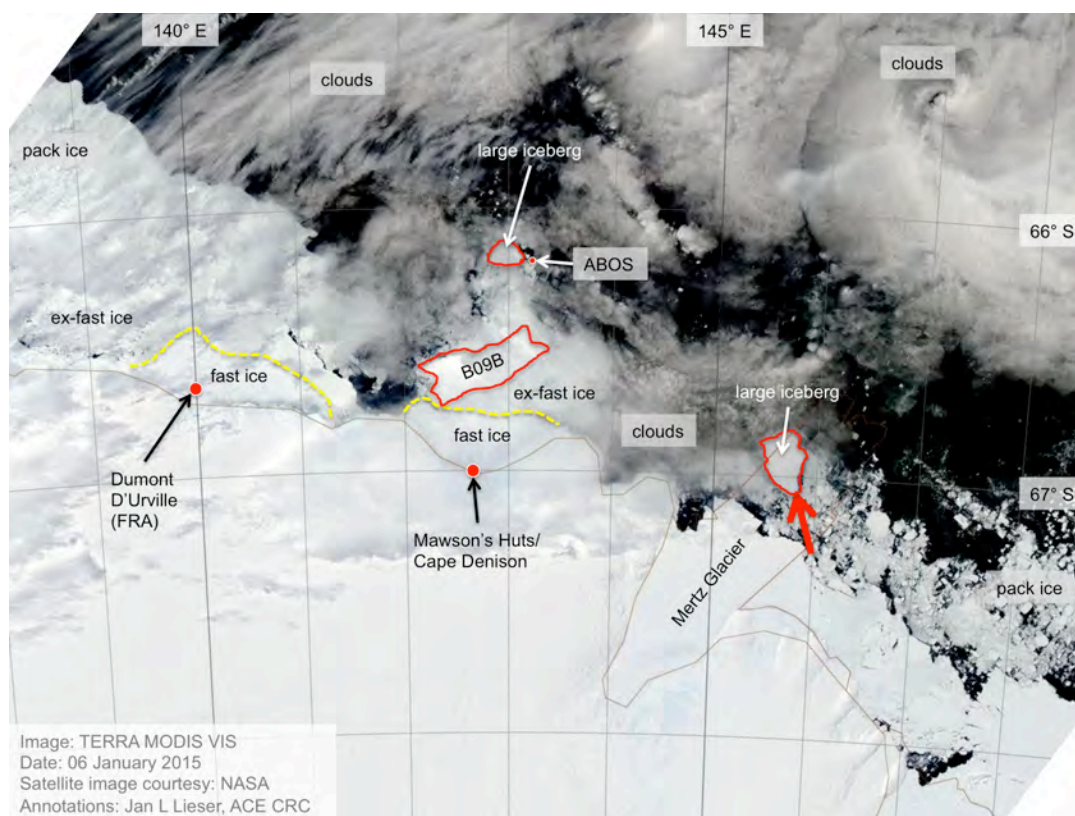 140° E
145° E
clouds
clouds
pack ice
large iceberg
66° S
ABOS
ex-fast ice
B09B
fast ice
ex-fast ice
large iceberg
fast ice
clouds
67° S
Dumont
D'Urville
(FRA)
Mawson's Huts/
Cape Denison
Mertz Glacier
pack ice
Image: TERRA MODIS VIS
Date: 06 January 2015
Satellite image courtesy: NASA
Annotations: Jan L Lieser, ACE CRC